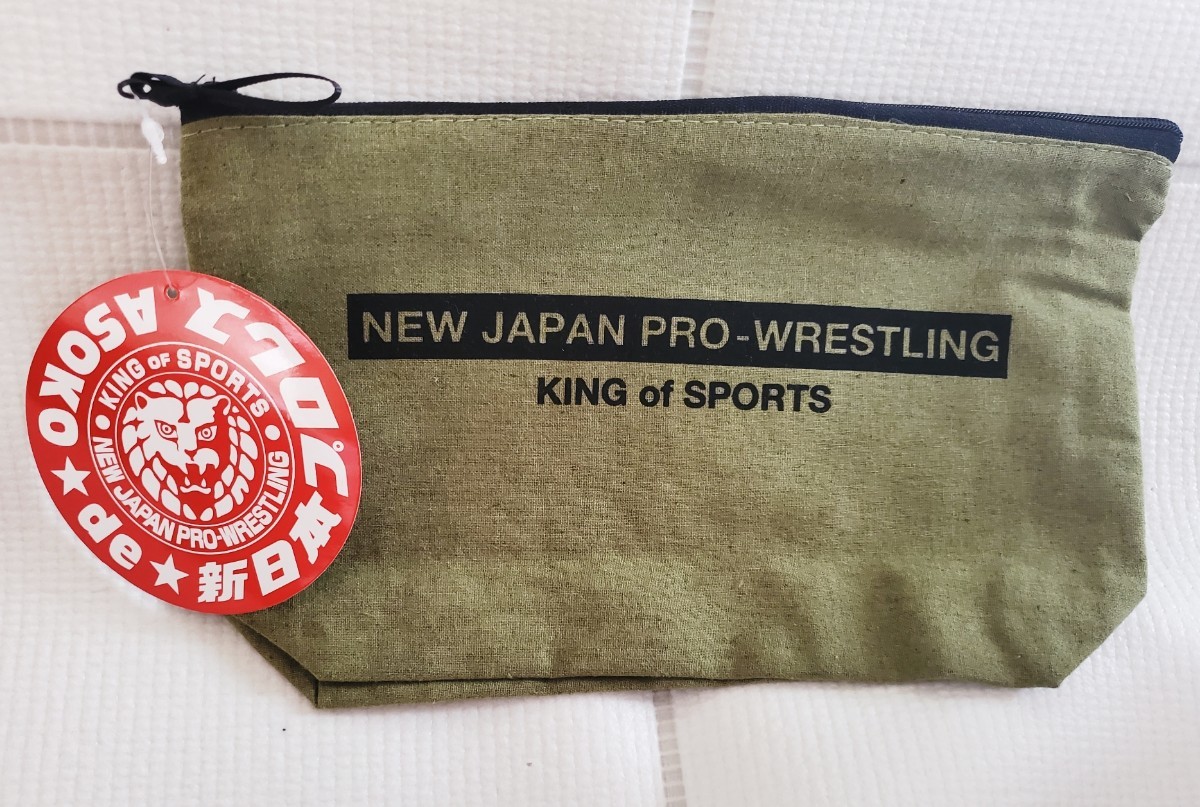 NEW JAPAN PRO-WRESTLING
KING of SPORTS
ASOKO ★ de ★ 新日本プロレス
KING OF SPORTS
NEW JAPAN PRO-WRESTLING